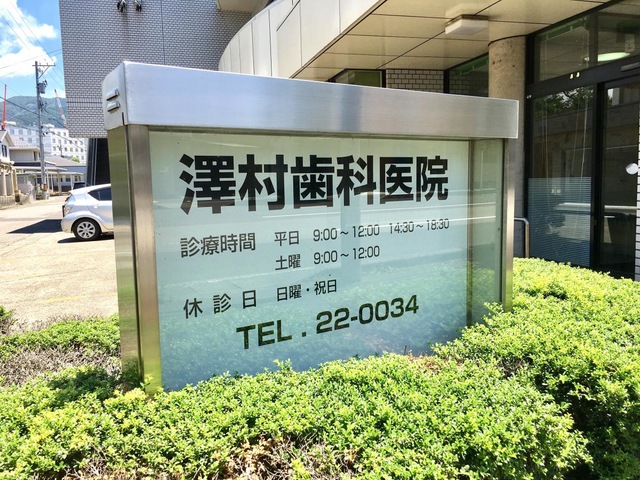 澤村歯科医院
診療時間 平日 9:00～12:00 14:30～18:30
土曜 9:00～12:00
休診日 日曜・祝日
TEL . 22-0034